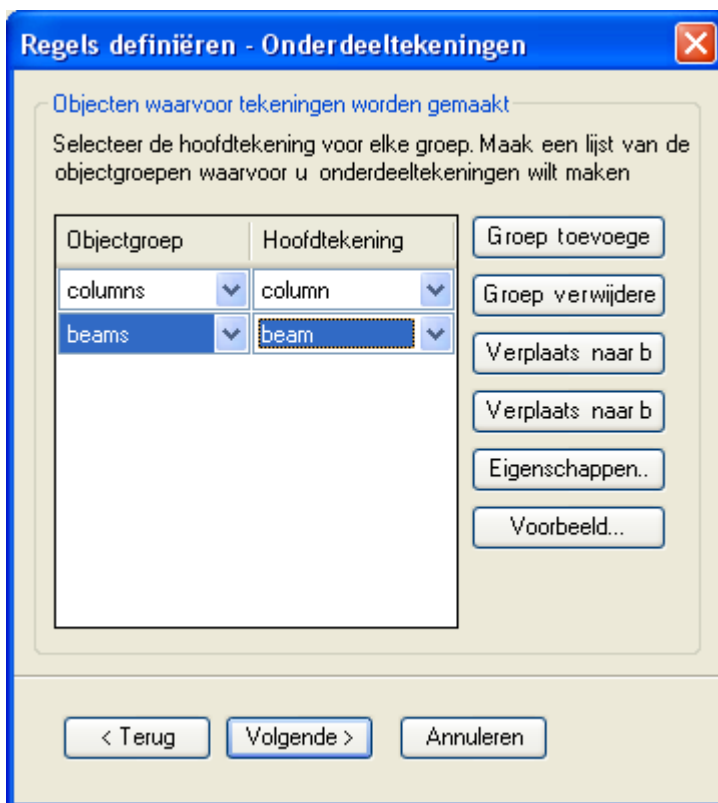 Regels definiëren - Onderdeeltekeningen
Objecten waarvoor tekeningen worden gemaakt
Selecteer de hoofdtekening voor elke groep. Maak een lijst van de
objectgroepen waarvoor u onderdeeltekeningen wilt maken
Objectgroep Hoofdtekening
columns column
beams beam
Groep toevoege
Groep verwijdere
Verplaats naar b
Verplaats naar b
Eigenschappen..
Voorbeeld...
< Terug Volgende > Annuleren